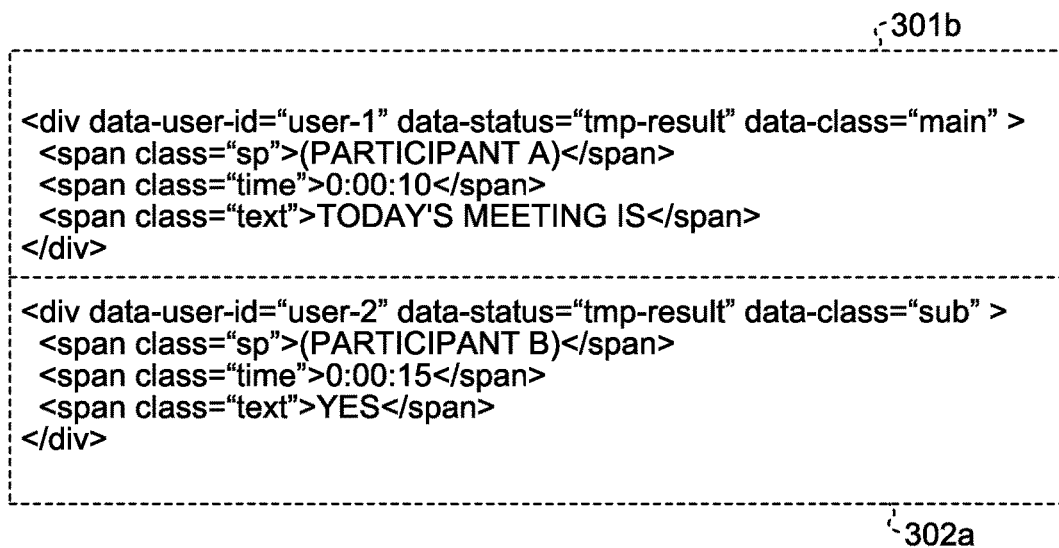 301b
<div data-user-id=“user-1” data-status=“tmp-result” data-class=“main” >
<span class=“sp”>(PARTICIPANT A)</span>
<span class=“time”>0:00:10</span>
<span class=“text”>TODAY'S MEETING IS</span>
</div>
<div data-user-id=“user-2” data-status=“tmp-result” data-class=“sub” >
<span class=“sp”>(PARTICIPANT B)</span>
<span class=“time”>0:00:15</span>
<span class=“text”>YES</span>
</div>
302a